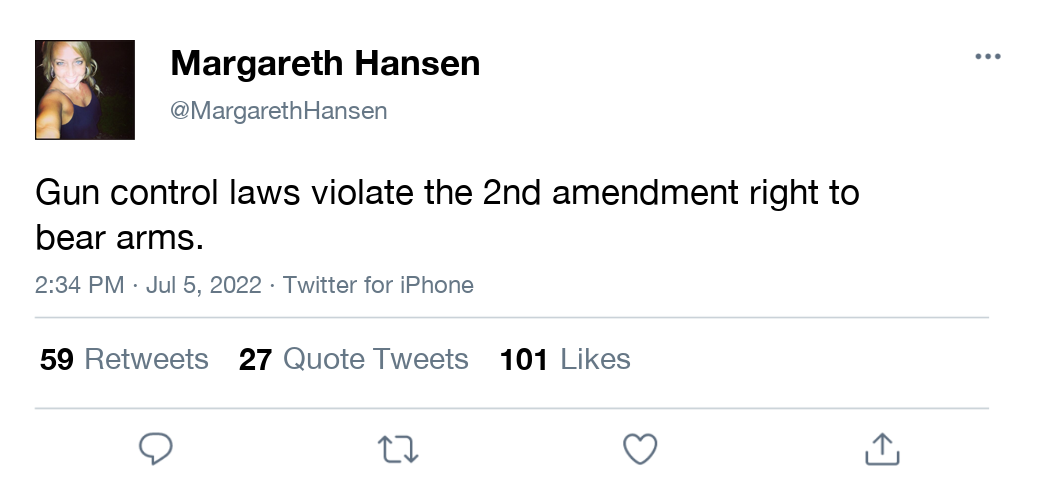 Margareth Hansen
@MargarethHansen
Gun control laws violate the 2nd amendment right to
bear arms.
2:34 PM · Jul 5, 2022 · Twitter for iPhone
59 Retweets 27 Quote Tweets 101 Likes